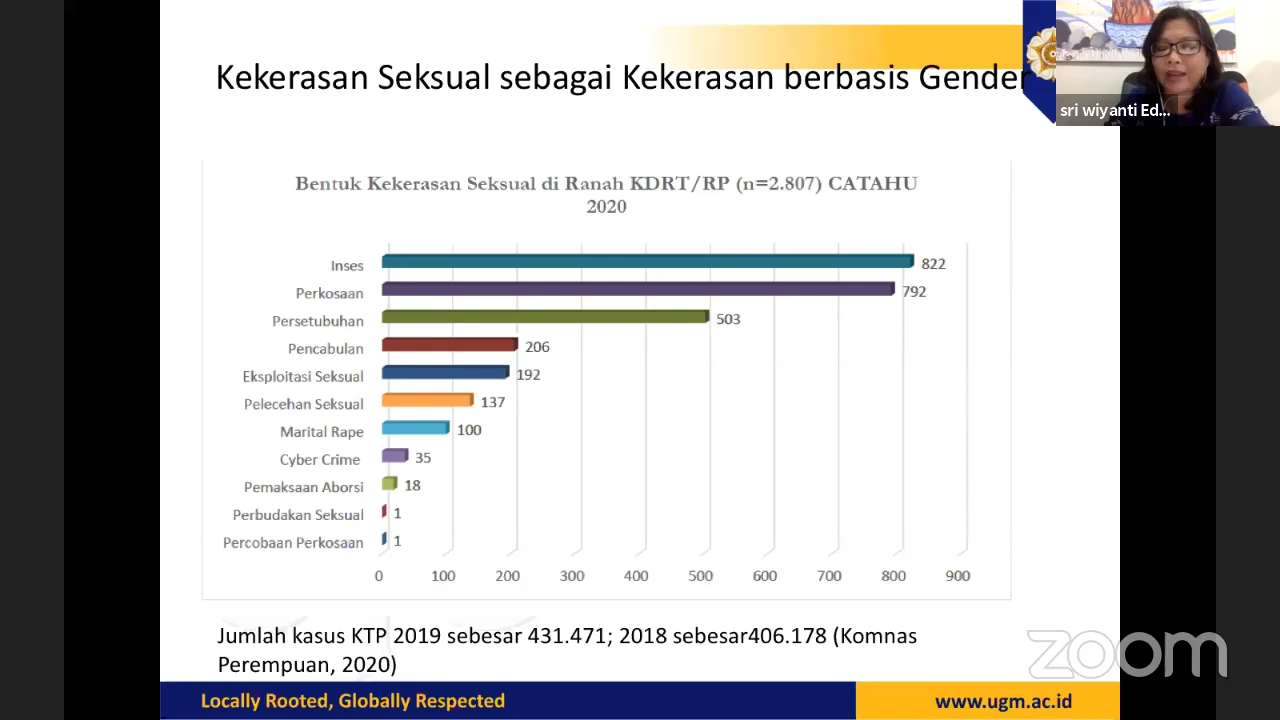 Kekerasan Seksual sebagai Kekerasan berbasis Gender
sri wiyanti Ed...
Bentuk Kekerasan Seksual di Ranah KDRT/RP (n=2.807) CATAHU
2020
Inses 822
Perkosaan 792
Persetubuhan 503
Pencabulan 206
Eksploitasi Seksual 192
Pelecehan Seksual 137
Marital Rape 100
Cyber Crime 35
Pemaksaan Aborsi 18
Perbudakan Seksual 1
Percobaan Perkosaan 1
0 100 200 300 400 500 600 700 800 900
Jumlah kasus KTP 2019 sebesar 431.471; 2018 sebesar406.178 (Komnas
Perempuan, 2020)
zoom
Locally Rooted, Globally Respected
www.ugm.ac.id